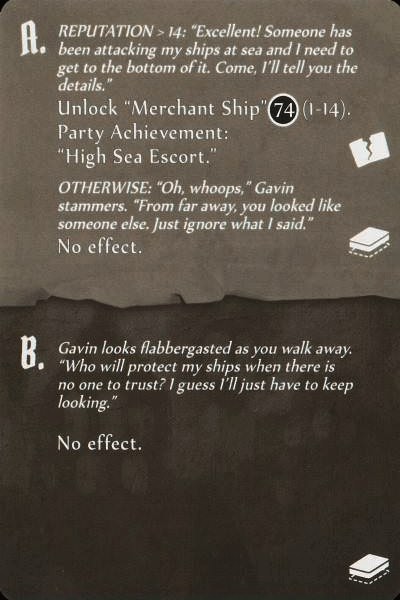 A.
REPUTATION > 14: “Excellent! Someone has
been attacking my ships at sea and I need to
get to the bottom of it. Come, I’ll tell you the
details.”
Unlock “Merchant Ship” 74 (I-14).
Party Achievement:
“High Sea Escort.”
OTHERWISE: “Oh, whoops,” Gavin
stammers. “From far away, you looked like
someone else. Just ignore what I said.”
No effect.
B.
Gavin looks flabbergasted as you walk away.
“Who will protect my ships when there is
no one to trust? I guess I’ll just have to keep
looking.”
No effect.